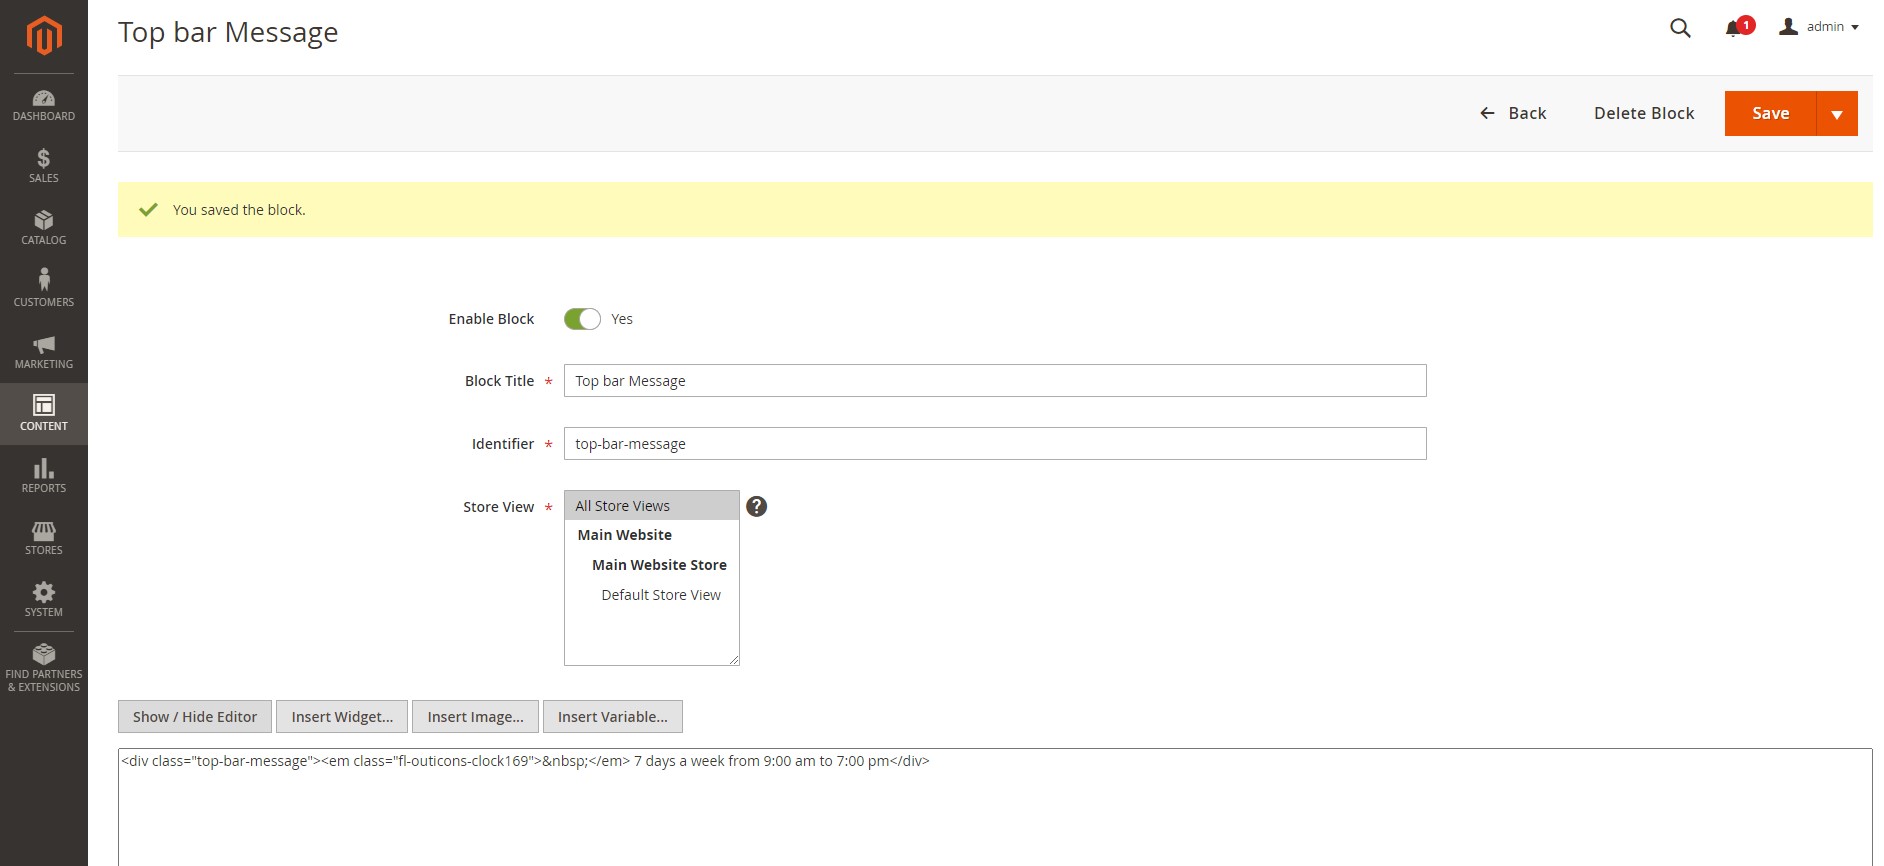 Top bar Message
1
admin
Back
Delete Block
Save
DASHBOARD
SALES
CATALOG
CUSTOMERS
MARKETING
CONTENT
REPORTS
STORES
SYSTEM
FIND PARTNERS
& EXTENSIONS
You saved the block.
Enable Block Yes
Block Title * Top bar Message
Identifier * top-bar-message
Store View * All Store Views ?
Main Website
Main Website Store
Default Store View
Show / Hide Editor Insert Widget... Insert Image... Insert Variable...
<div class="top-bar-message"><em class="fl-outicons-clock169">&nbsp;</em> 7 days a week from 9:00 am to 7:00 pm</div>